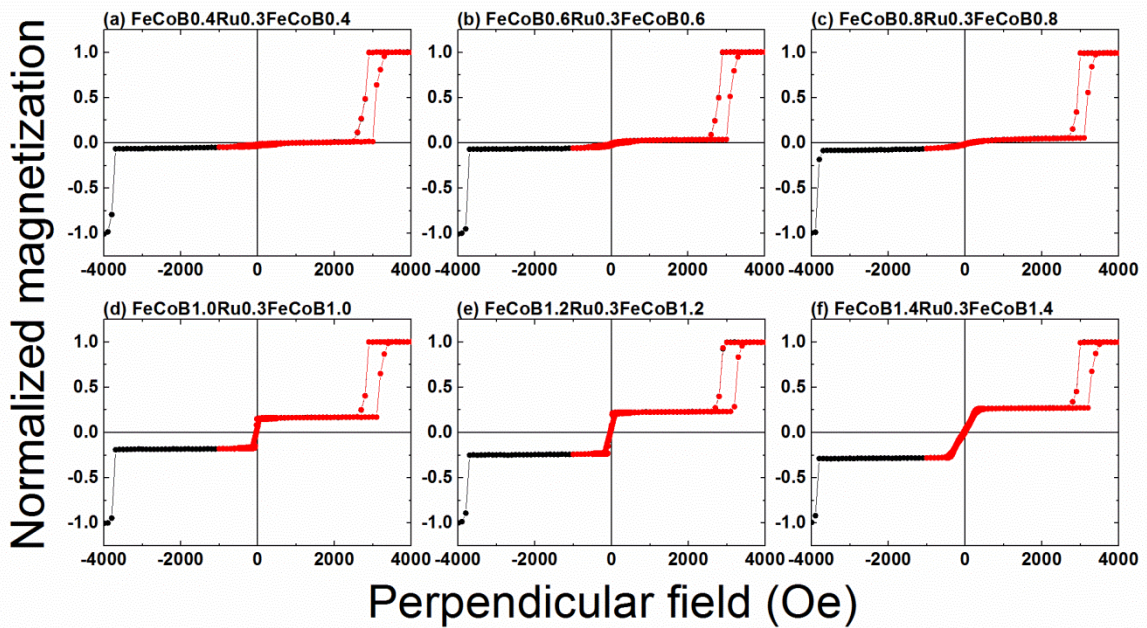 Normalized magnetization
(a) FeCoB0.4Ru0.3FeCoB0.4
1.0
0.5
0.0
-0.5
-1.0
-4000 -2000 0 2000 4000
(b) FeCoB0.6Ru0.3FeCoB0.6
1.0
0.5
0.0
-0.5
-1.0
-4000 -2000 0 2000 4000
(c) FeCoB0.8Ru0.3FeCoB0.8
1.0
0.5
0.0
-0.5
-1.0
-4000 -2000 0 2000 4000
(d) FeCoB1.0Ru0.3FeCoB1.0
1.0
0.5
0.0
-0.5
-1.0
-4000 -2000 0 2000 4000
(e) FeCoB1.2Ru0.3FeCoB1.2
1.0
0.5
0.0
-0.5
-1.0
-4000 -2000 0 2000 4000
(f) FeCoB1.4Ru0.3FeCoB1.4
1.0
0.5
0.0
-0.5
-1.0
-4000 -2000 0 2000 4000
Perpendicular field (Oe)